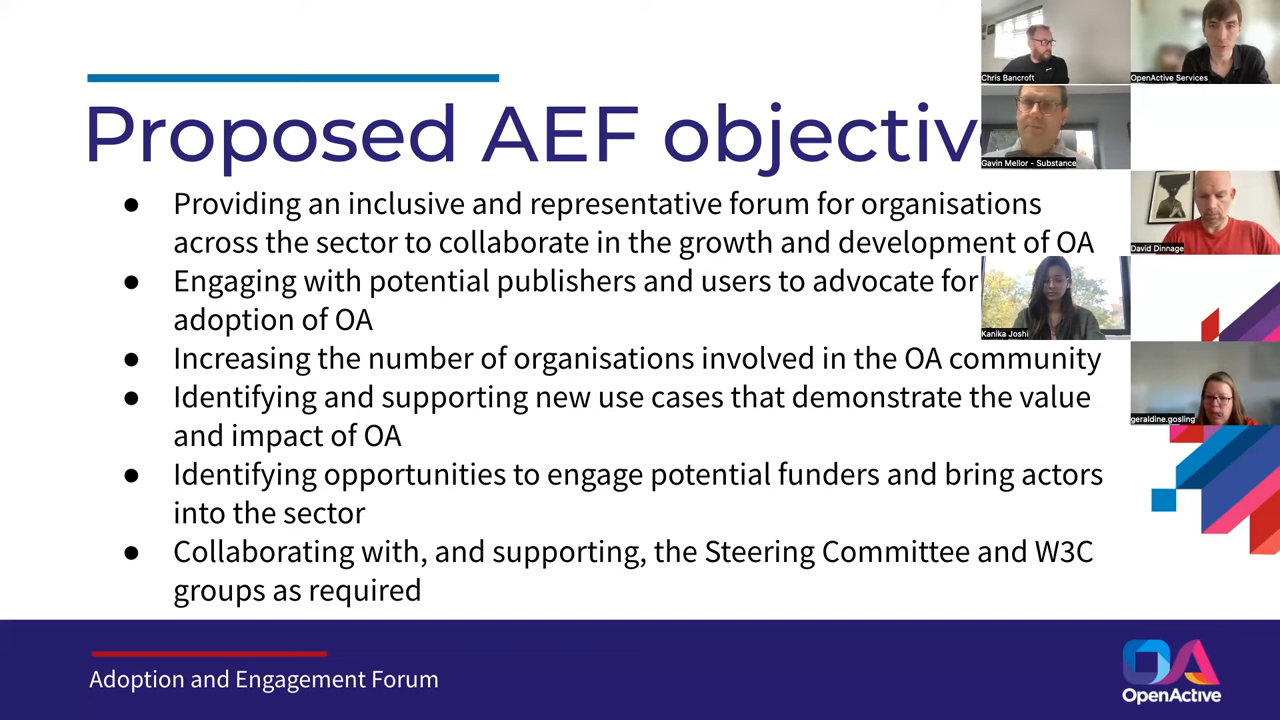 Proposed AEF objectiv
● Providing an inclusive and representative forum for organisations
across the sector to collaborate in the growth and development of OA
● Engaging with potential publishers and users to advocate for
adoption of OA
● Increasing the number of organisations involved in the OA community
● Identifying and supporting new use cases that demonstrate the value
and impact of OA
● Identifying opportunities to engage potential funders and bring actors
into the sector
● Collaborating with, and supporting, the Steering Committee and W3C
groups as required
Chris Bancroft
OpenActive Services
Gavin Mellor - Substance
David Dinnage
Kanika Joshi
geraldine.gosling
Adoption and Engagement Forum
OA
OpenActive